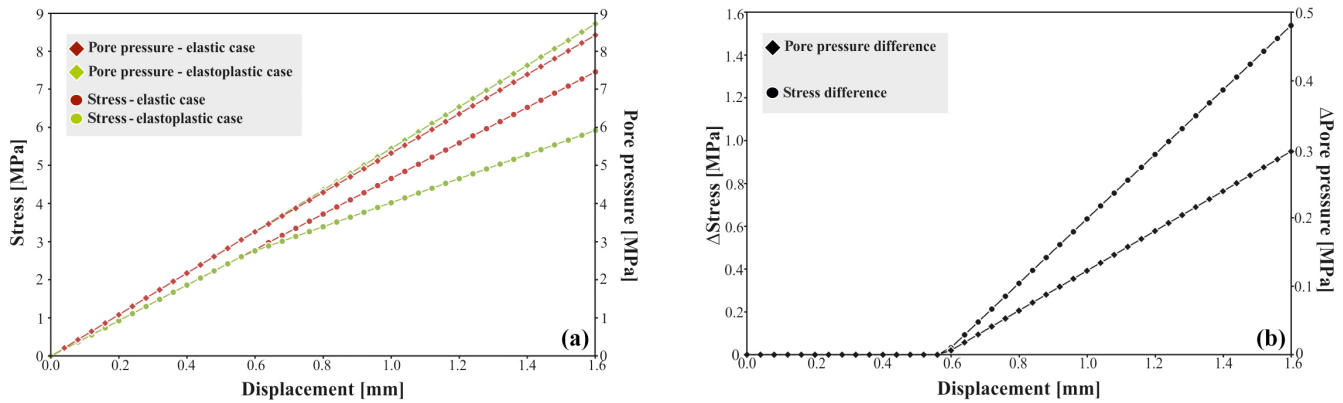 9
8
7
6
5
4
3
2
1
0
Stress [MPa]
Pore pressure - elastic case
Pore pressure - elastoplastic case
Stress - elastic case
Stress - elastoplastic case
(a)
9
8
7
6
5
4
3
2
1
0
Pore pressure [MPa]
0.0 0.2 0.4 0.6 0.8 1.0 1.2 1.4 1.6
Displacement [mm]
1.6
1.4
1.2
1.0
0.8
0.6
0.4
0.2
0
ΔStress [MPa]
Pore pressure difference
Stress difference
(b)
0.5
0.4
0.3
0.2
0.1
0
ΔPore pressure [MPa]
0.0 0.2 0.4 0.6 0.8 1.0 1.2 1.4 1.6
Displacement [mm]